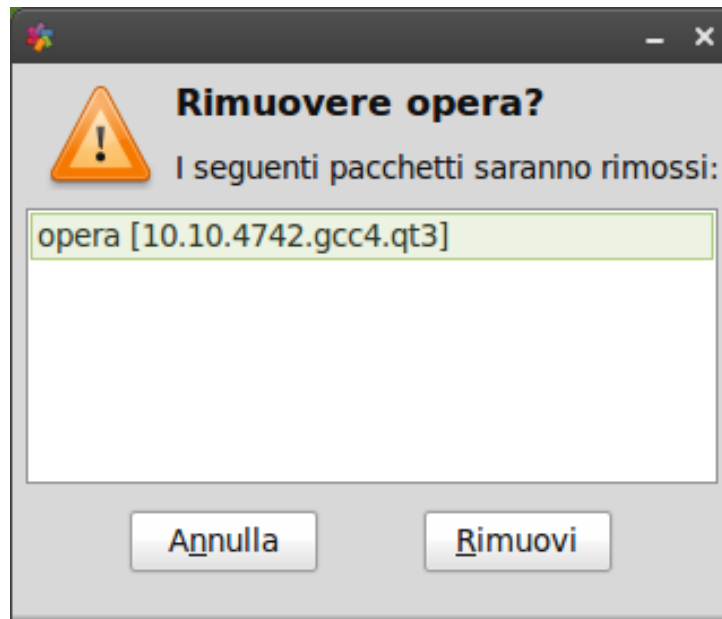 Rimuovere opera?
I seguenti pacchetti saranno rimossi:
opera [10.10.4742.gcc4.qt3]
Annulla Rimuovi